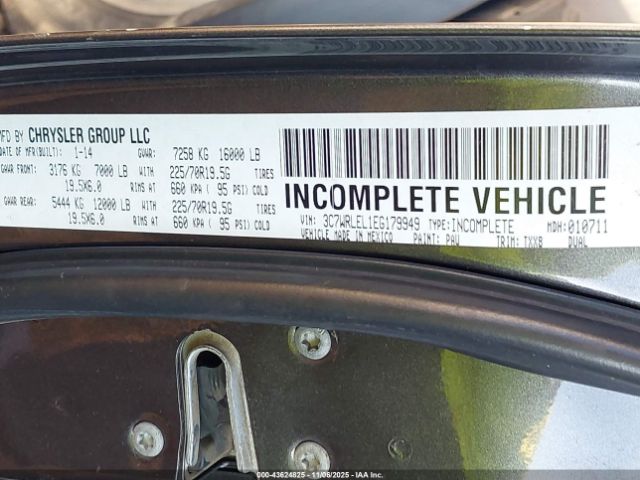 MFD BY CHRYSLER GROUP LLC
DATE OF MFR(BUILT): 1-14 GVWR: 7258 KG 16000 LB
GAWR FRONT: 3176 KG 7000 LB WITH 225/70R19.5G TIRES
19.5X6.0 RIMS AT 660 KPA ( 95 PSI) COLD
GAWR REAR: 5444 KG 12000 LB WITH 225/70R19.5G TIRES
19.5X6.0 RIMS AT 660 KPA ( 95 PSI) COLD
INCOMPLETE VEHICLE
VIN: 3C7WRLEL1EG179949 TYPE: INCOMPLETE MDH: 010711
VEHICLE MADE IN MEXICO PAINT: PAW TRIM: TXX8 DUAL
000-43624825 - 11/06/2025 - IAA Inc.